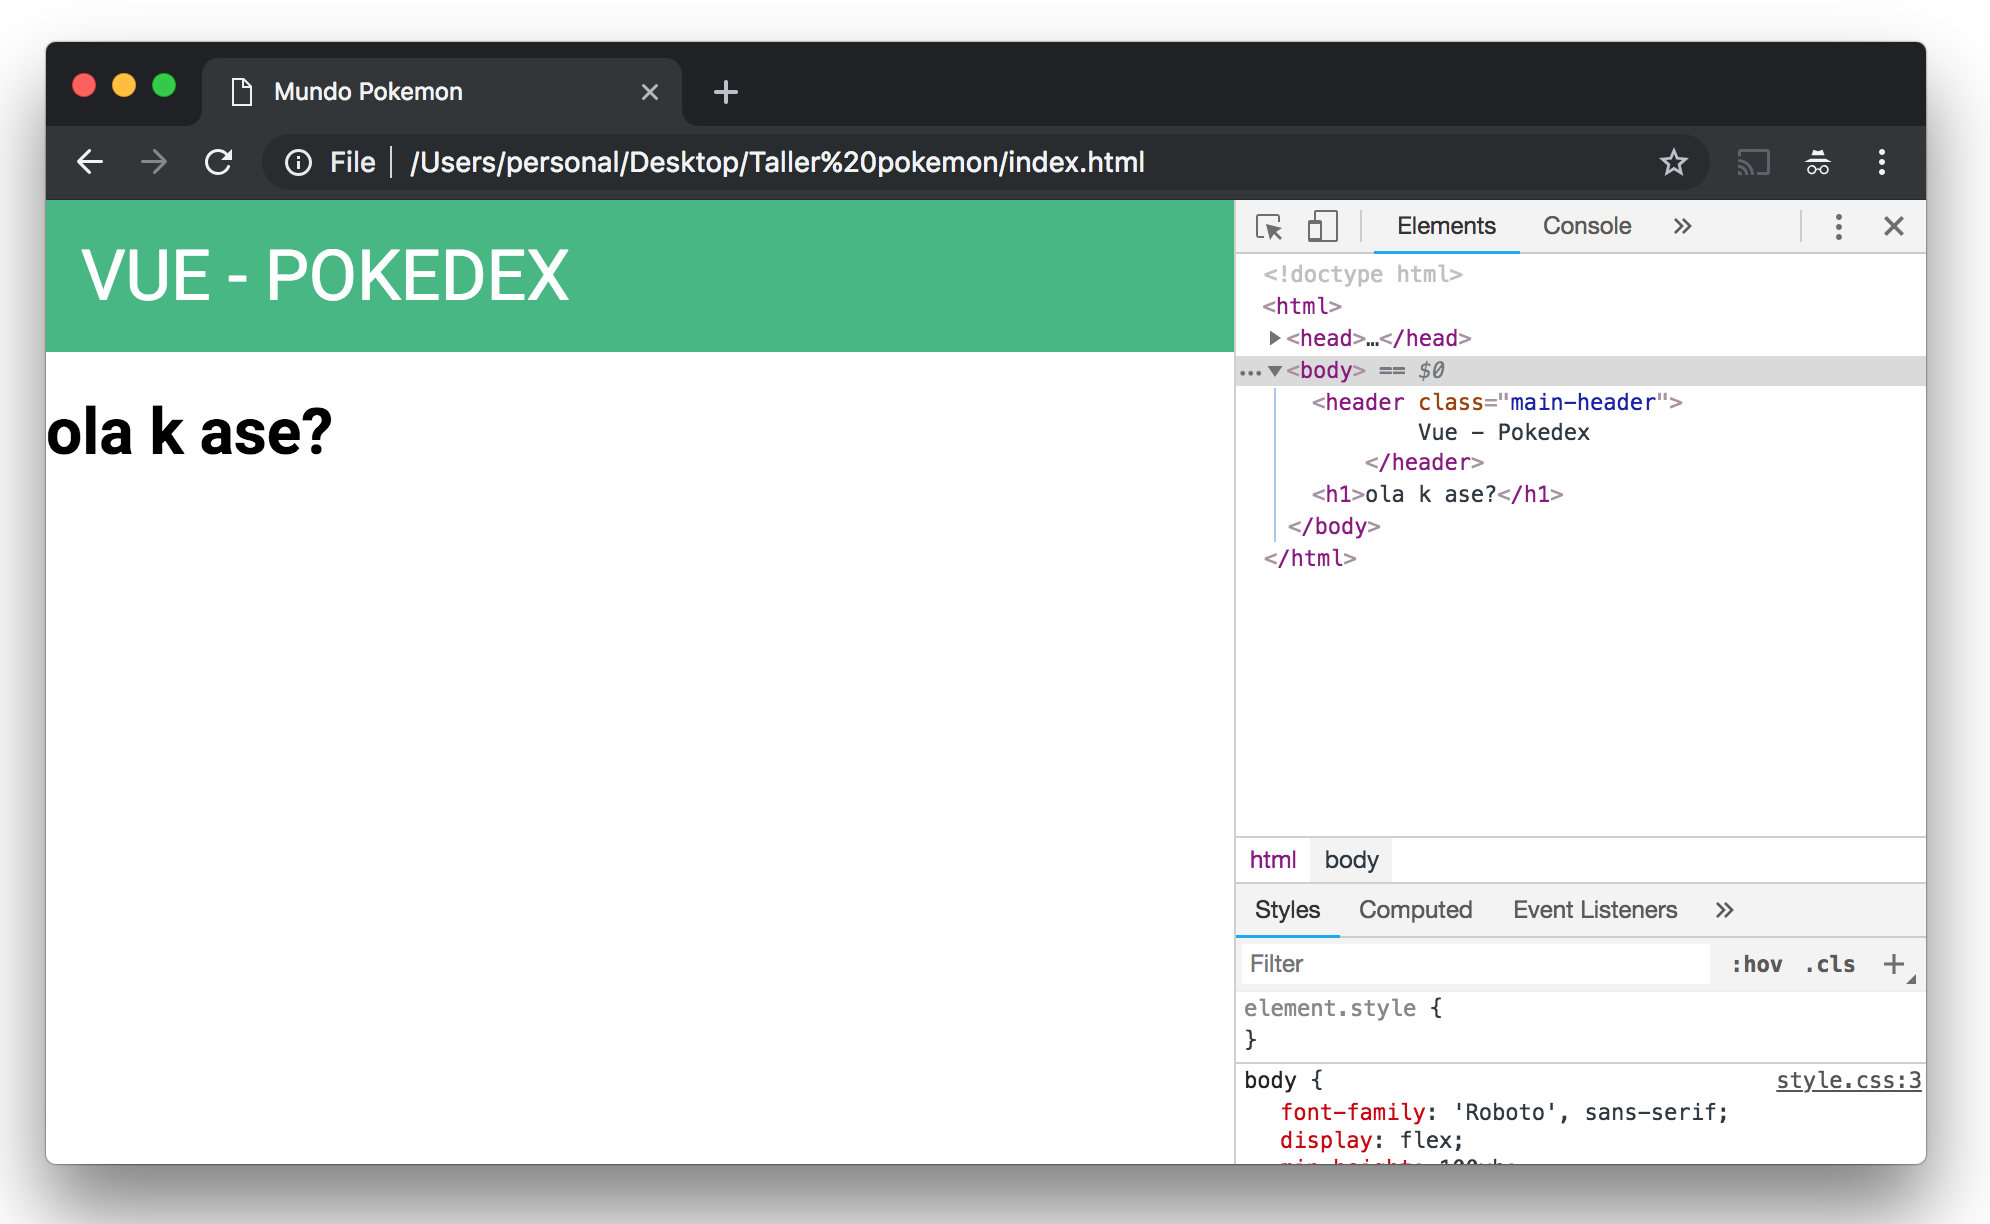 Mundo Pokemon
File | /Users/personal/Desktop/Taller%20pokemon/index.html
VUE - POKEDEX
ola k ase?
Elements Console »
<!doctype html>
<html>
<head>…</head>
… <body> == $0
<header class="main-header">
Vue - Pokedex
</header>
<h1>ola k ase?</h1>
</body>
</html>
html body
Styles Computed Event Listeners »
Filter :hov .cls +
element.style {
}
body { style.css:3
font-family: 'Roboto', sans-serif;
display: flex;
min-height: 100vh;